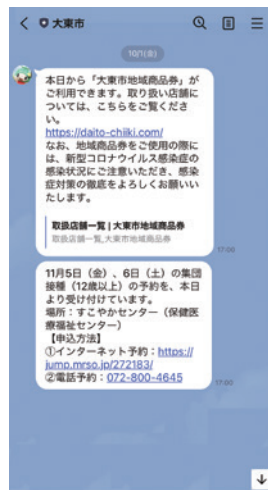 大東市
10/1(金)
本日から「大東市地域商品券」が
ご利用できます。取り扱い店舗に
ついては、こちらをご覧くださ
い。
https://daito-chiiki.com/
なお、地域商品券をご使用の際に
は、新型コロナウイルス感染症の
感染状況にご注意いただき、感染
症対策の徹底をよろしくお願いい
たします。
取扱店舗一覧 | 大東市地域商品券
取扱店舗一覧,大東市地域商品券
17:00
11月5日（金）、6日（土）の集団
接種（12歳以上）の予約を、本日
より受け付けています。
場所：すこやかセンター（保健医
療福祉センター）
【申込方法】
①インターネット予約：https://
jump.mrso.jp/272183/
②電話予約：072-800-4645
17:00